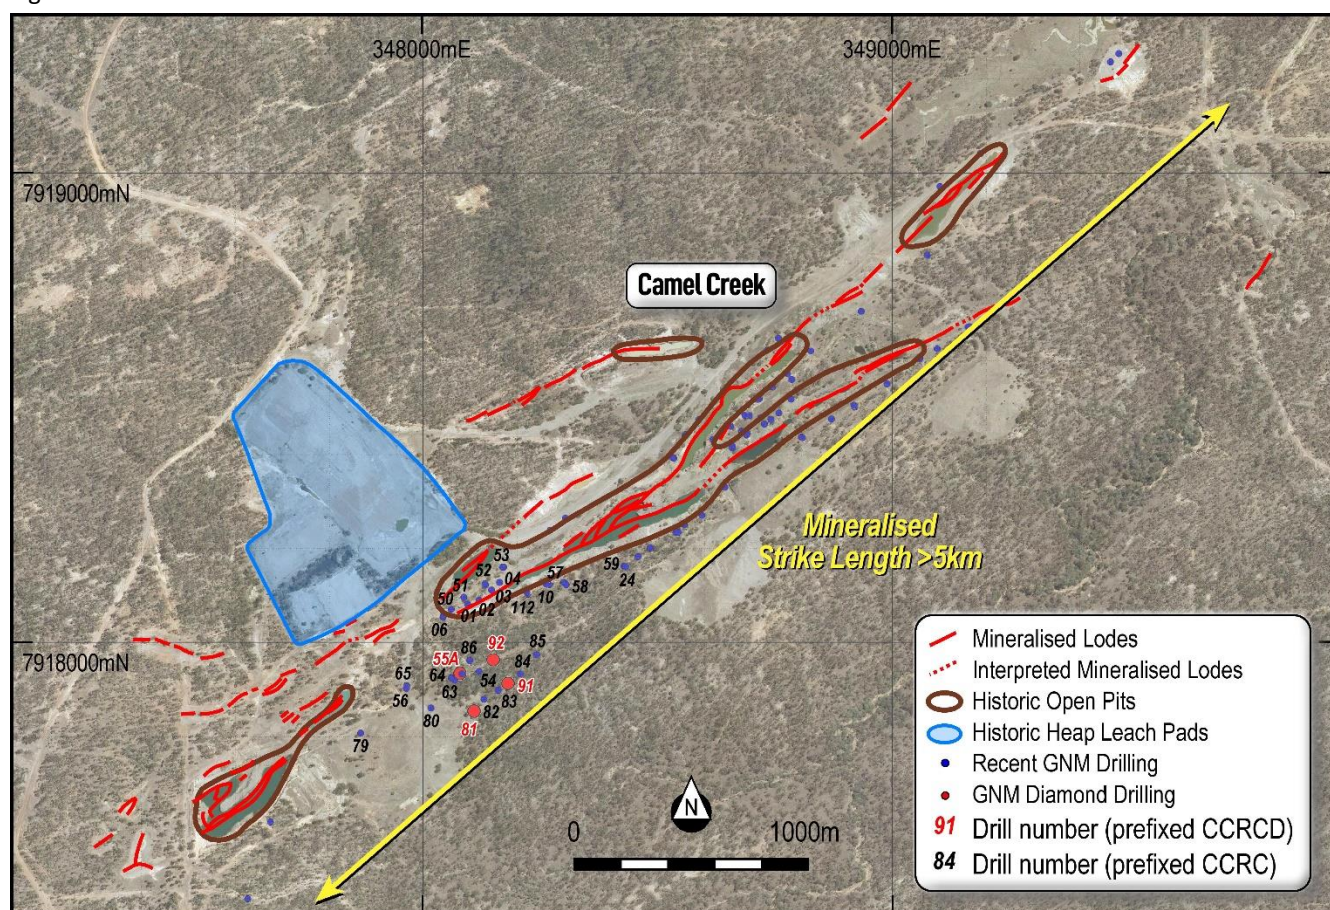 348000mE
349000mE
7919000mN
Camel Creek
Mineralised
Strike Length >5km
53
52
51
04
50
03
02
01
06
112
57
10
58
59
24
7918000mN
92
85
86
55A
84
64
54
91
65
63
83
56
82
80
81
79
N
0
1000m
Mineralised Lodes
Interpreted Mineralised Lodes
Historic Open Pits
Historic Heap Leach Pads
Recent GNM Drilling
GNM Diamond Drilling
91 Drill number (prefixed CCRCD)
84 Drill number (prefixed CCRC)